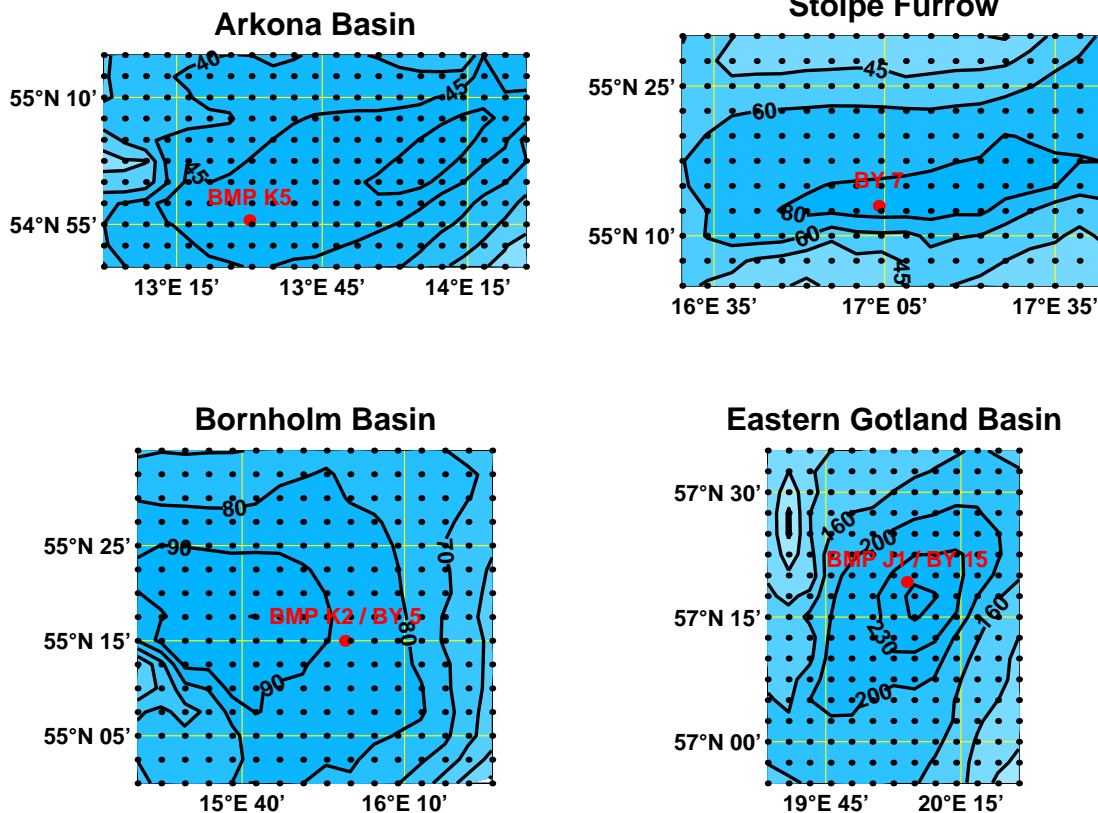 Arkona Basin
40
45
45
BMP K5
55°N 10’
54°N 55’
13°E 15’
13°E 45’
14°E 15’
Stolpe Furrow
45
60
BY 7
80
60
45
55°N 25’
55°N 10’
16°E 35’
17°E 05’
17°E 35’
Bornholm Basin
80
90
70
BMP K2 / BY 5
80
90
55°N 25’
55°N 15’
55°N 05’
15°E 40’
16°E 10’
Eastern Gotland Basin
160
200
BMP J1 / BY 15
160
230
200
57°N 30’
57°N 15’
57°N 00’
19°E 45’
20°E 15’